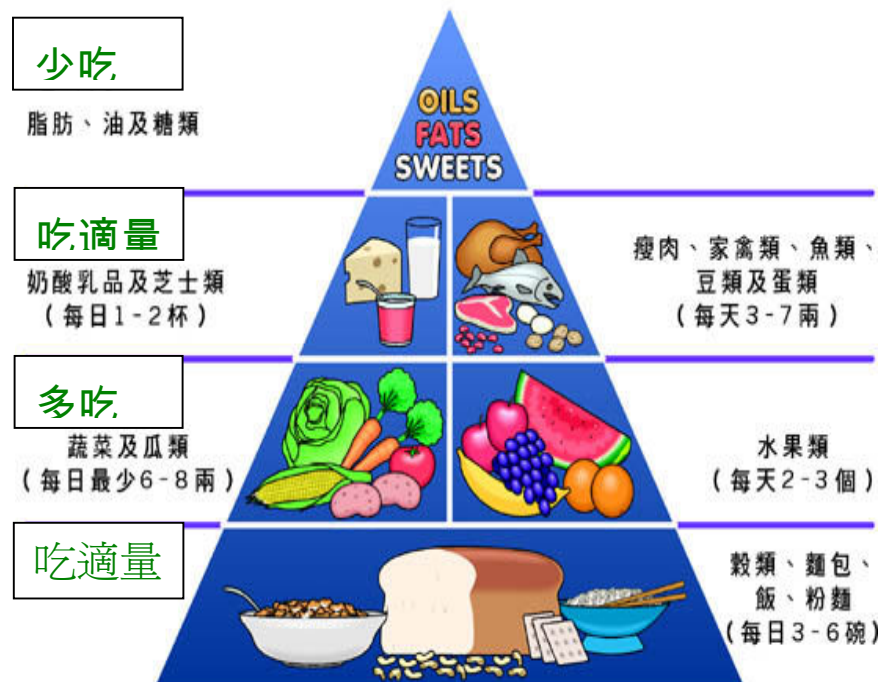 少吃
脂肪、油及糖類
OILS
FATS
SWEETS
吃適量
奶酸乳品及芝士類
(每日1-2杯)
瘦肉、家禽類、魚類、
豆類及蛋類
(每天3-7兩)
多吃
蔬菜及瓜類
(每日最少6-8兩)
水果類
(每天2-3個)
吃適量
穀類、麵包、
飯、粉麵
(每日3-6碗)